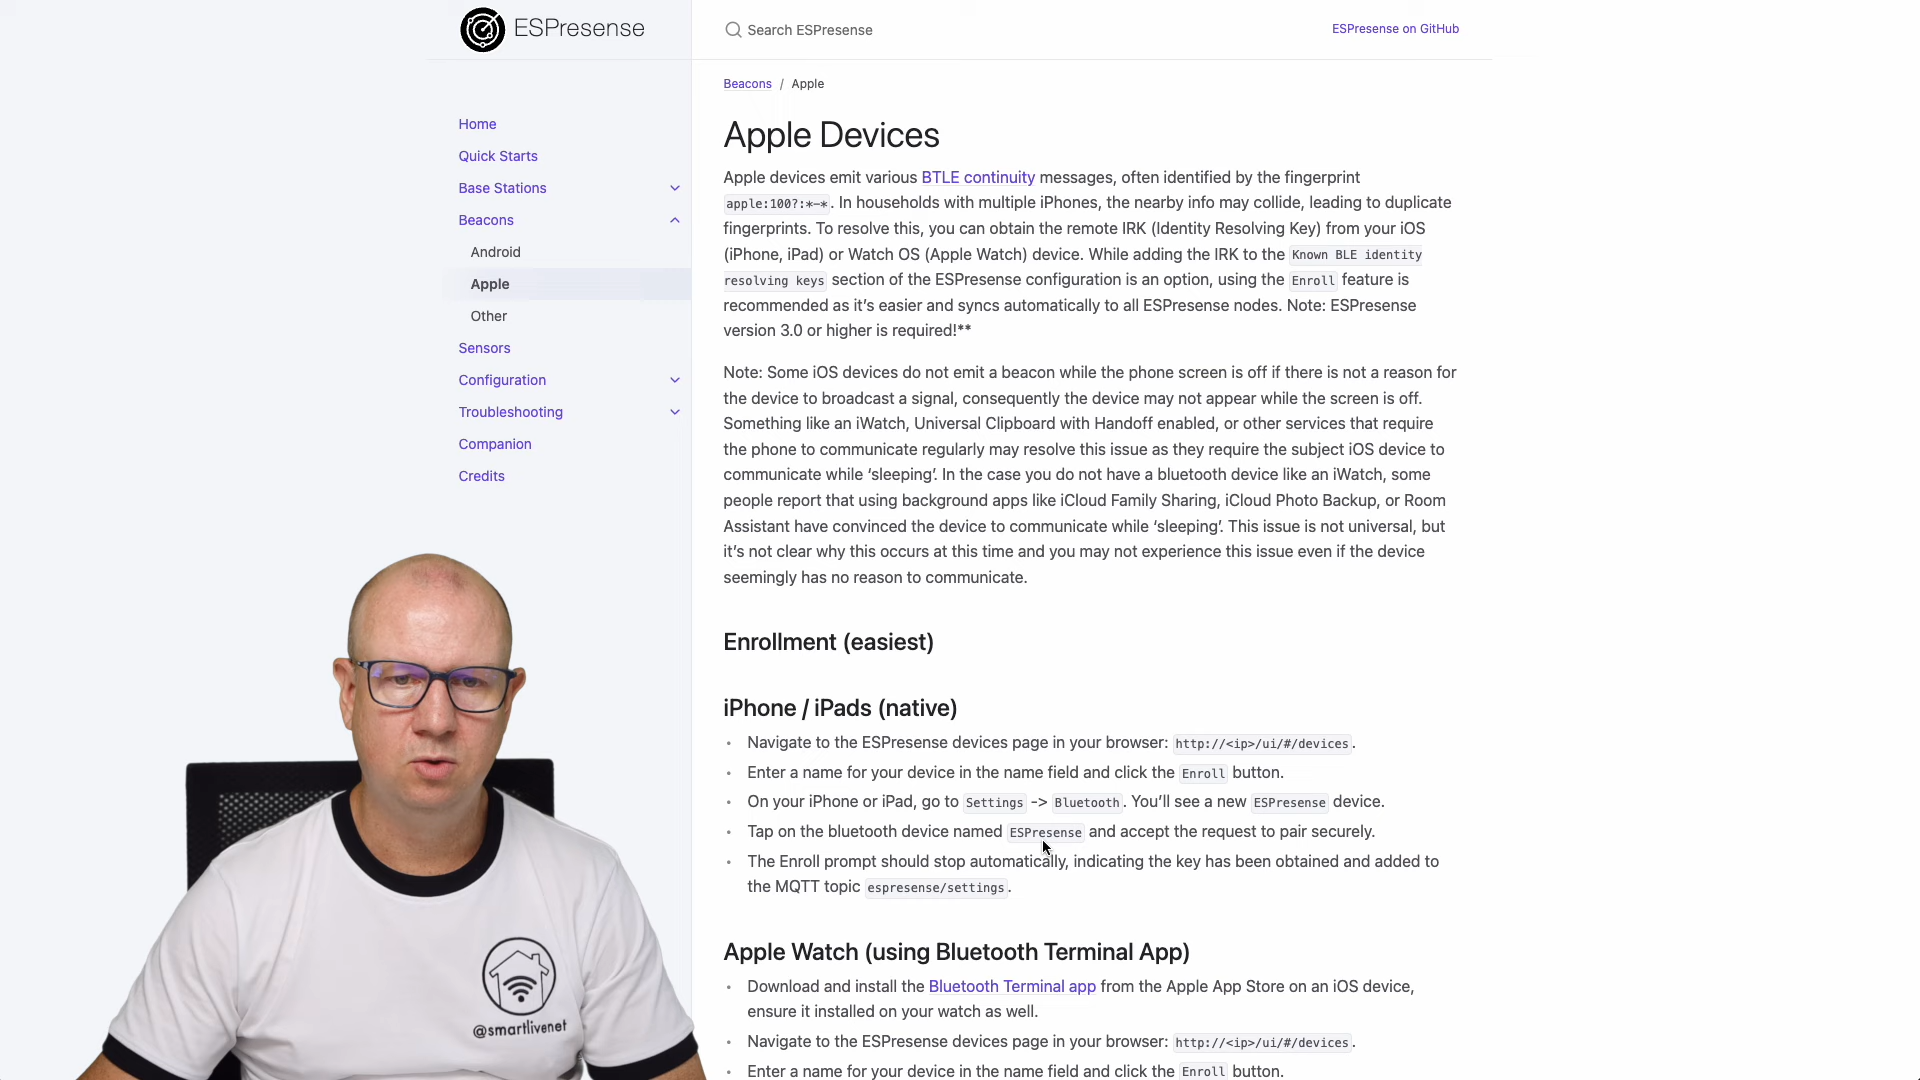 ESPresense
Search ESPresense
ESPresense on GitHub
Beacons / Apple
Home
Quick Starts
Base Stations
Beacons
Android
Apple
Other
Sensors
Configuration
Troubleshooting
Companion
Credits
Apple Devices
Apple devices emit various BTLE continuity messages, often identified by the fingerprint
apple:100?:*-*. In households with multiple iPhones, the nearby info may collide, leading to duplicate
fingerprints. To resolve this, you can obtain the remote IRK (Identity Resolving Key) from your iOS
(iPhone, iPad) or Watch OS (Apple Watch) device. While adding the IRK to the Known BLE identity
resolving keys section of the ESPresense configuration is an option, using the Enroll feature is
recommended as it's easier and syncs automatically to all ESPresense nodes. Note: ESPresense
version 3.0 or higher is required!**
Note: Some iOS devices do not emit a beacon while the phone screen is off if there is not a reason for
the device to broadcast a signal, consequently the device may not appear while the screen is off.
Something like an iWatch, Universal Clipboard with Handoff enabled, or other services that require
the phone to communicate regularly may resolve this issue as they require the subject iOS device to
communicate while ‘sleeping’. In the case you do not have a bluetooth device like an iWatch, some
people report that using background apps like iCloud Family Sharing, iCloud Photo Backup, or Room
Assistant have convinced the device to communicate while ‘sleeping’. This issue is not universal, but
it's not clear why this occurs at this time and you may not experience this issue even if the device
seemingly has no reason to communicate.
Enrollment (easiest)
iPhone / iPads (native)
• Navigate to the ESPresense devices page in your browser: http://<ip>/ui/#/devices.
• Enter a name for your device in the name field and click the Enroll button.
• On your iPhone or iPad, go to Settings -> Bluetooth. You'll see a new ESPresense device.
• Tap on the bluetooth device named ESPresense and accept the request to pair securely.
• The Enroll prompt should stop automatically, indicating the key has been obtained and added to
the MQTT topic espresense/settings.
Apple Watch (using Bluetooth Terminal App)
• Download and install the Bluetooth Terminal app from the Apple App Store on an iOS device,
ensure it installed on your watch as well.
• Navigate to the ESPresense devices page in your browser: http://<ip>/ui/#/devices.
• Enter a name for your device in the name field and click the Enroll button.
@smartlivenet